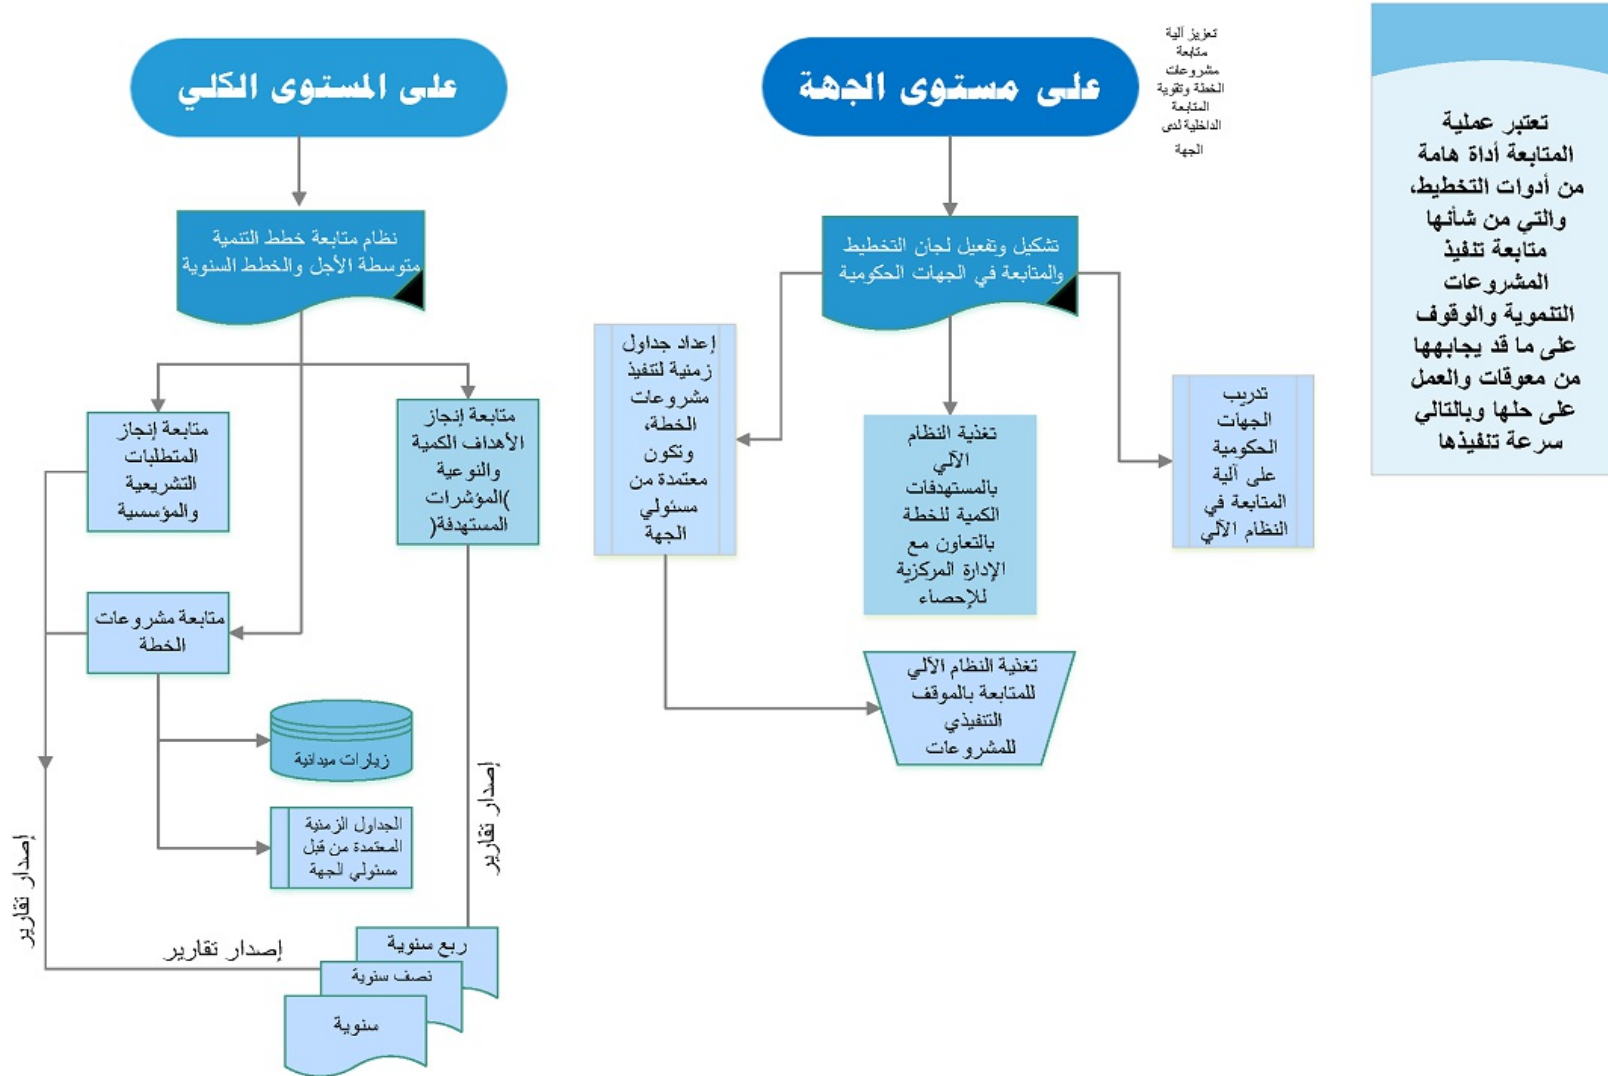 تعتبر عملية
المتابعة أداة هامة
من أدوات التخطيط،
والتي من شأنها
متابعة تنفيذ
المشروعات
التنموية والوقوف
على ما قد يجابهها
من معوقات والعمل
على حلها وبالتالي
سرعة تنفيذها
تعزيز آلية
متابعة
مشروعات
الخطة وتقوية
المتابعة
الداخلية لدى
الجهة
على مستوى الجهة
تشكيل وتفعيل لجان التخطيط
والمتابعة في الجهات الحكومية
تدريب
الجهات
الحكومية
على آلية
المتابعة في
النظام الآلي
تغذية النظام
الآلي
بالمستهدفات
الكمية للخطة
بالتعاون مع
الإدارة المركزية
للإحصاء
إعداد جداول
زمنية لتنفيذ
مشروعات
الخطة،
وتكون
معتمدة من
مسئولي
الجهة
تغذية النظام الآلي
للمتابعة بالموقف
التنفيذي
للمشروعات
على المستوى الكلي
نظام متابعة خطط التنمية
متوسطة الأجل والخطط السنوية
متابعة إنجاز
الأهداف الكمية
والنوعية
)المؤشرات
المستهدفة(
متابعة إنجاز
المتطلبات
التشريعية
والمؤسسية
متابعة مشروعات
الخطة
زيارات ميدانية
الجداول الزمنية
المعتمدة من قبل
مسئولي الجهة
إصدار تقارير
إصدار تقارير
إصدار تقارير
ربع سنوية
نصف سنوية
سنوية